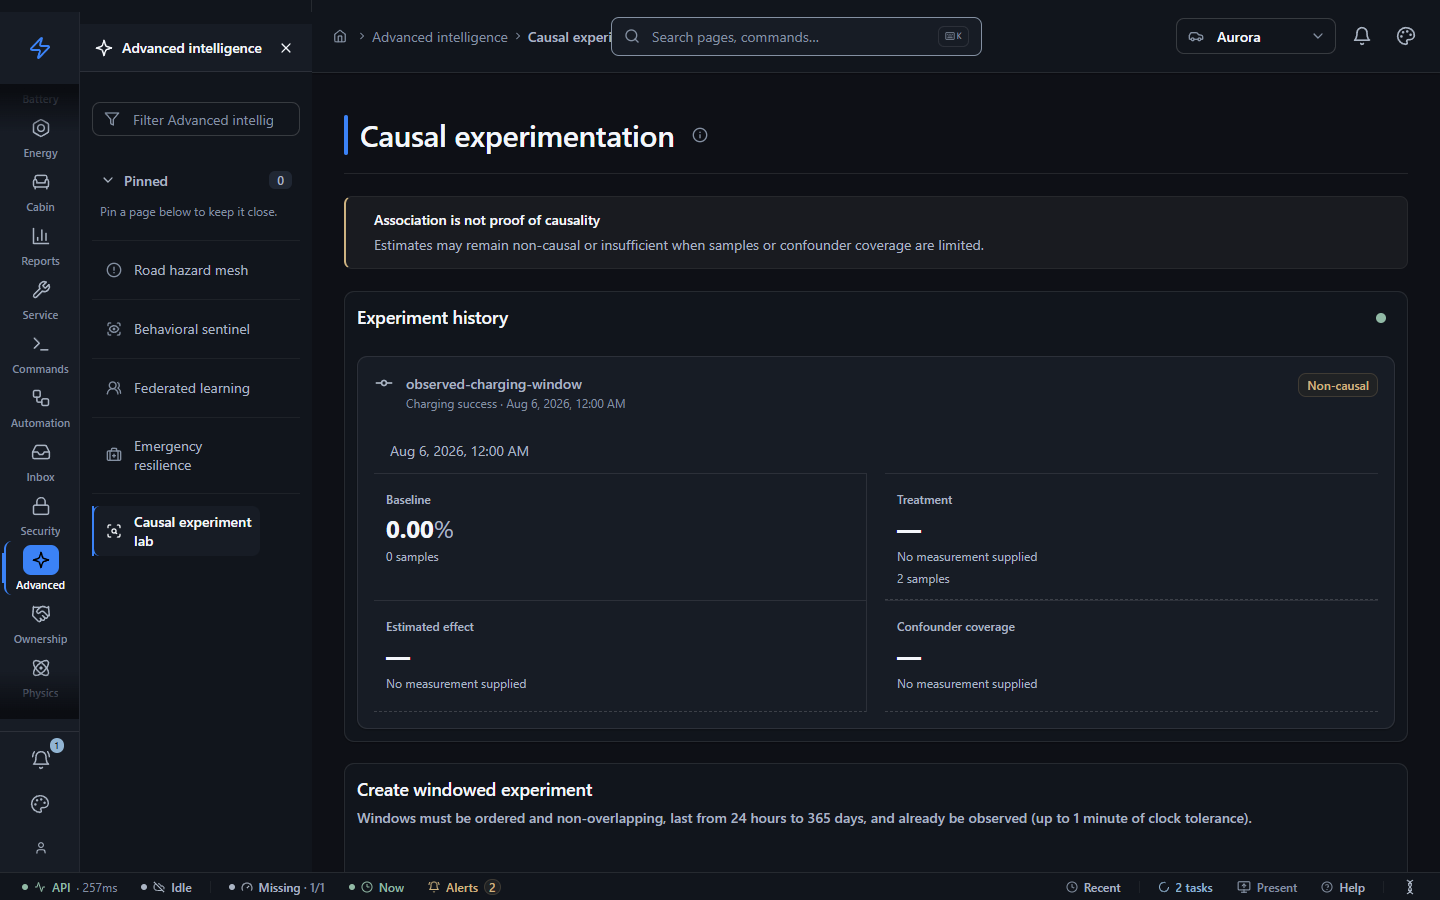 Advanced intelligence
Advanced intelligence
Causal experi
Search pages, commands...
K
Aurora
Battery
Energy
Cabin
Reports
Service
Commands
Automation
Inbox
Security
Advanced
Ownership
Physics
1
Filter Advanced intellig
Pinned
0
Pin a page below to keep it close.
Road hazard mesh
Behavioral sentinel
Federated learning
Emergency
resilience
Causal experiment
lab
Causal experimentation
Association is not proof of causality
Estimates may remain non-causal or insufficient when samples or confounder coverage are limited.
Experiment history
observed-charging-window
Non-causal
Charging success · Aug 6, 2026, 12:00 AM
Aug 6, 2026, 12:00 AM
Baseline
0.00%
0 samples
Treatment
—
No measurement supplied
2 samples
Estimated effect
—
No measurement supplied
Confounder coverage
—
No measurement supplied
Create windowed experiment
Windows must be ordered and non-overlapping, last from 24 hours to 365 days, and already be observed (up to 1 minute of clock tolerance).
API · 257ms
Idle
Missing · 1/1
Now
Alerts 2
Recent
2 tasks
Present
Help